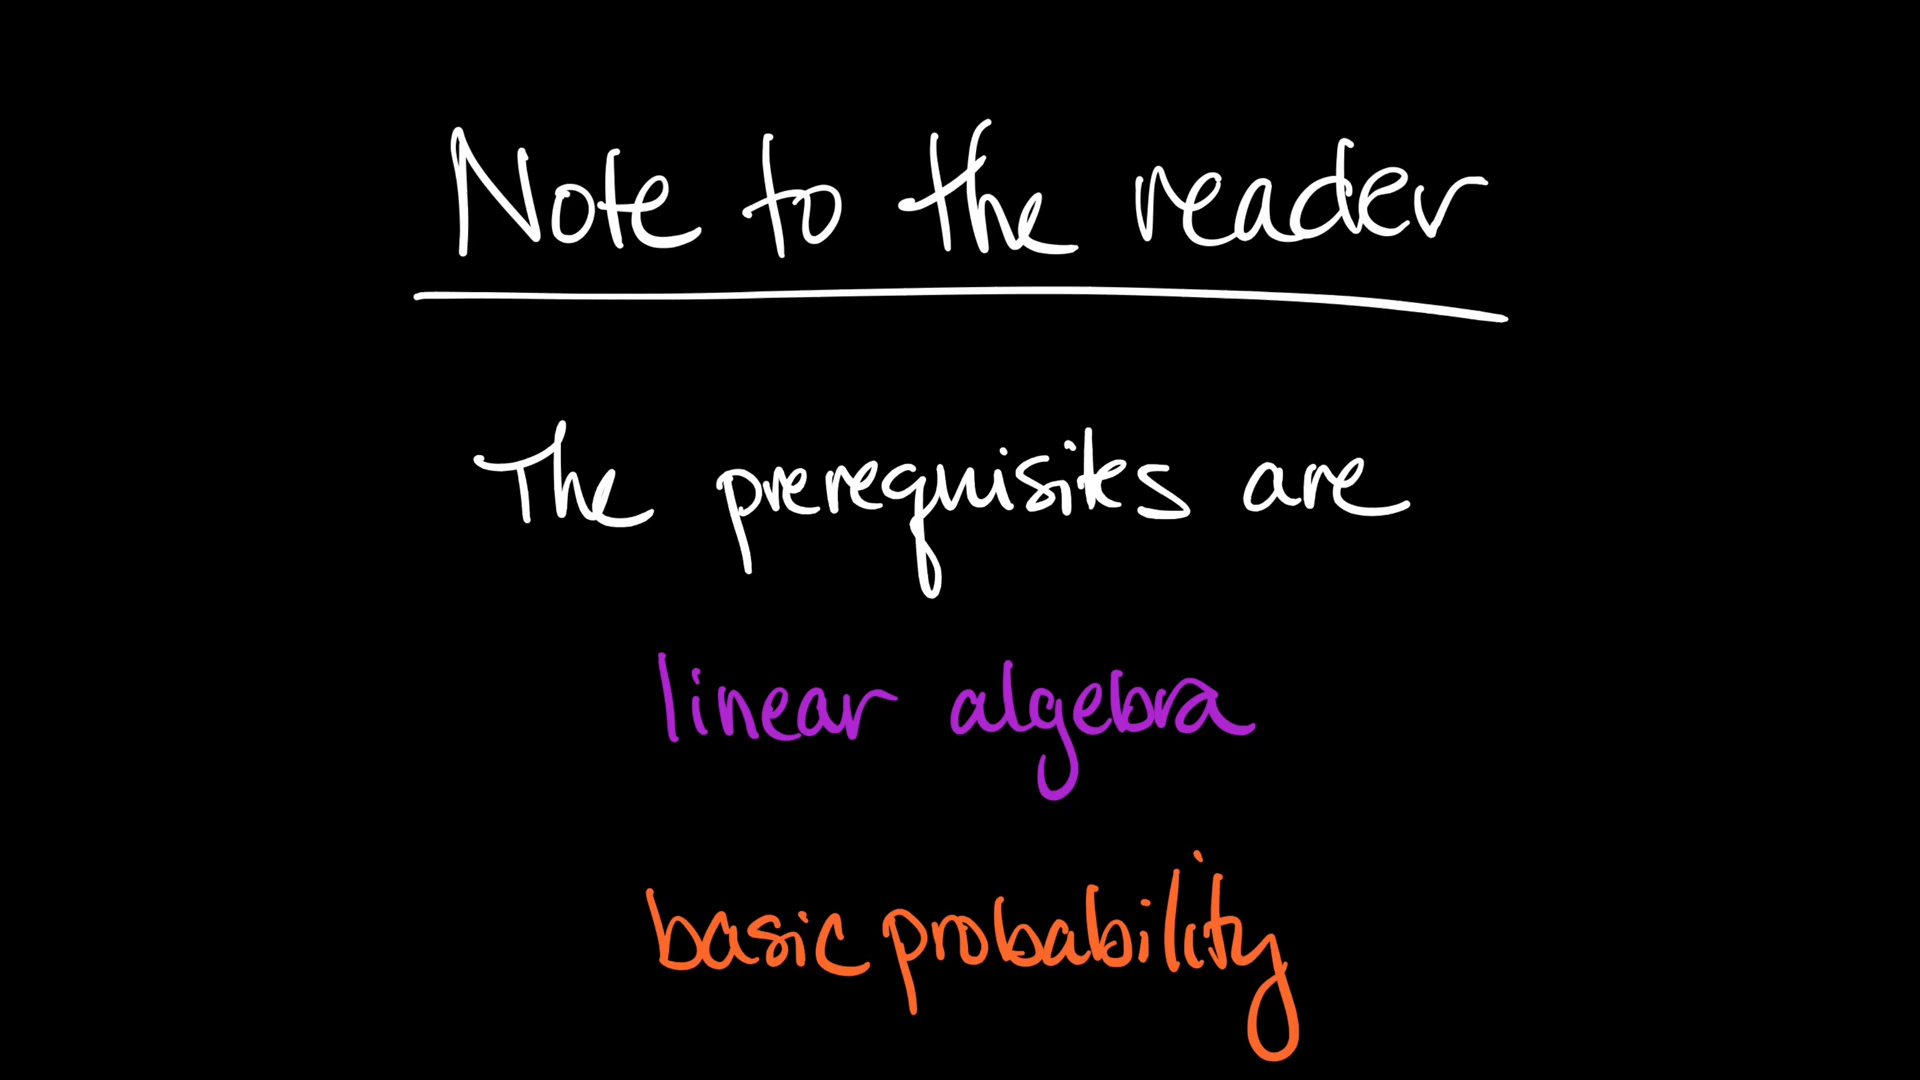 Note to the reader
The prerequisites are
linear algebra
basic probability